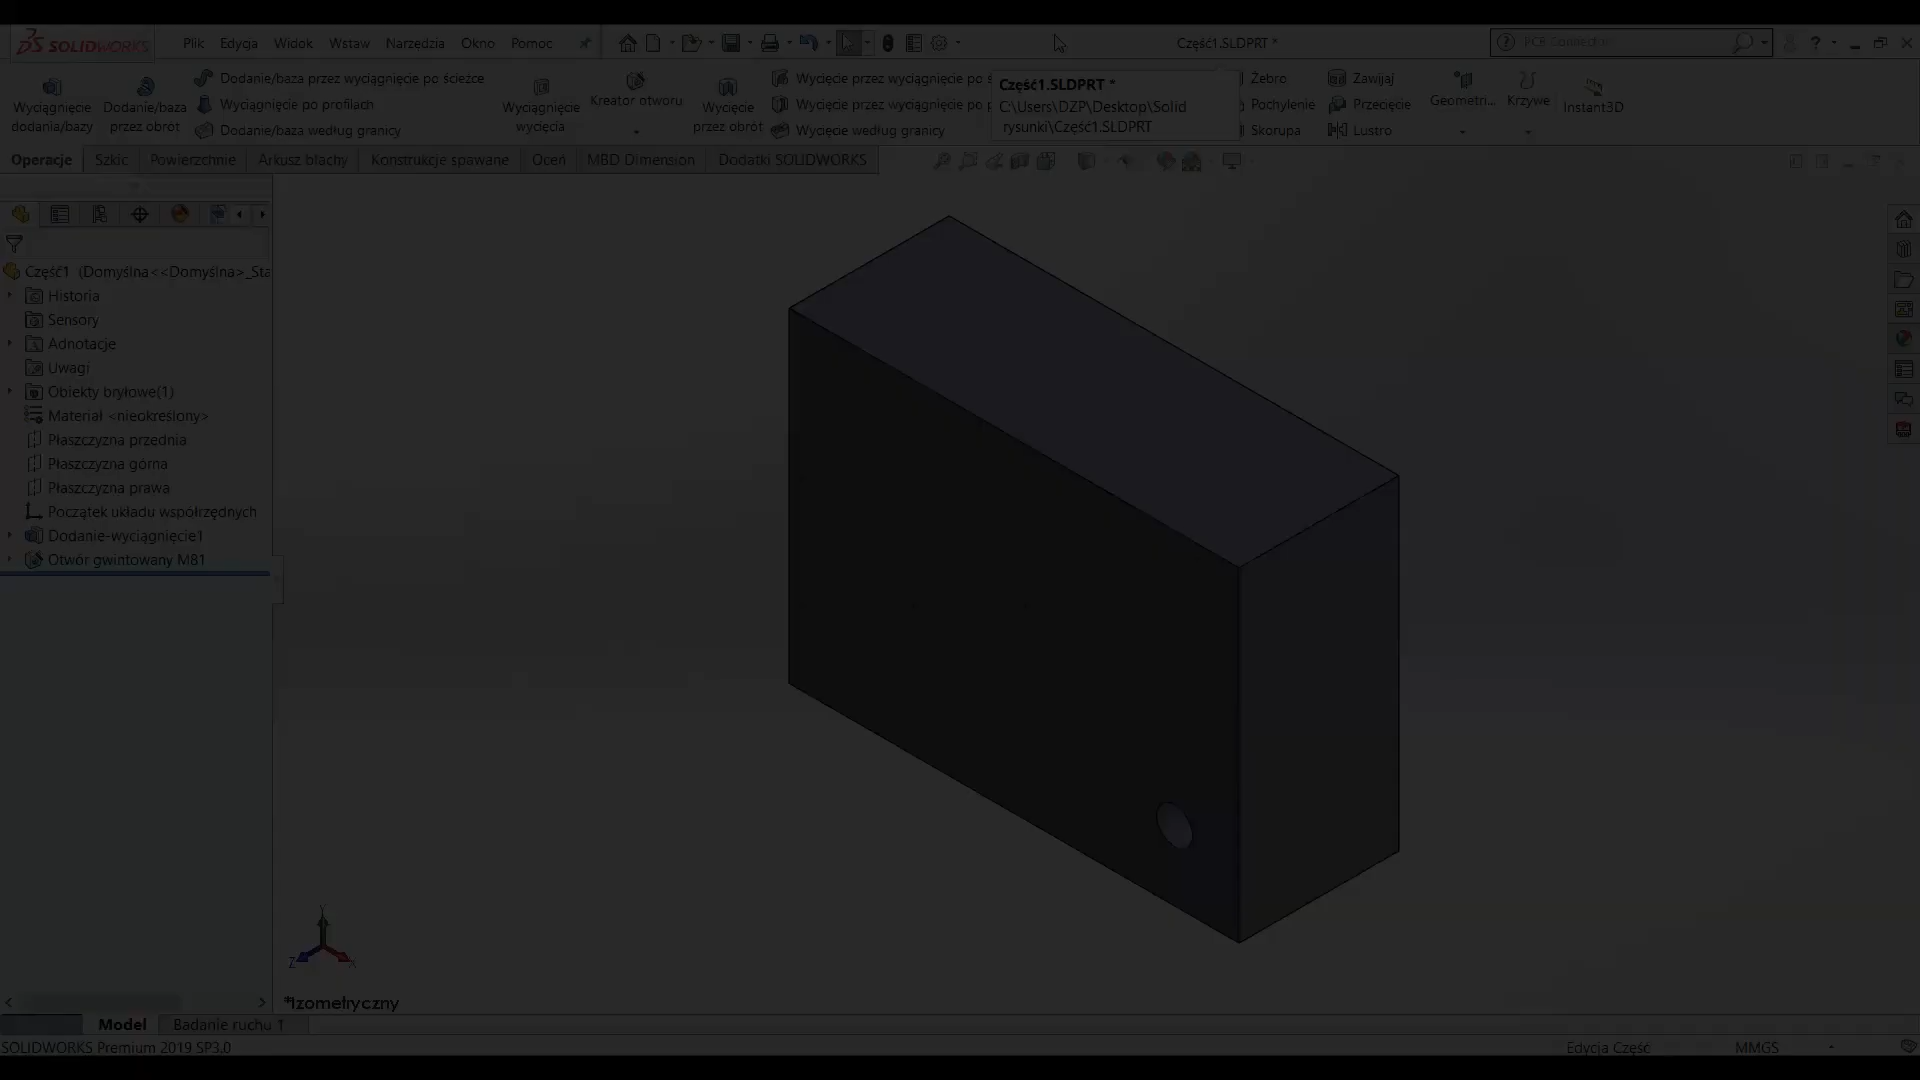 SOLIDWORKS
Plik Edycja Widok Wstaw Narzędzia Okno Pomoc
Część1.SLDPRT *
PCB Connector
Wyciągnięcie dodania/bazy
Dodanie/baza przez obrót
Dodanie/baza przez wyciągnięcie po ścieżce
Wyciągnięcie po profilach
Dodanie/baza według granicy
Wyciągnięcie wycięcia
Kreator otworu
Wycięcie przez obrót
Wycięcie przez wyciągnięcie po ś
Wycięcie przez wyciągnięcie po p
Wycięcie według granicy
Część1.SLDPRT *
C:\Users\DZP\Desktop\Solid
rysunki\Część1.SLDPRT
Żebro
Pochylenie
Skorupa
Zawijaj
Przecięcie
Lustro
Geometri...
Krzywe
Instant3D
Operacje Szkic Powierzchnie Arkusz blachy Konstrukcje spawane Oceń MBD Dimension Dodatki SOLIDWORKS
Część1 (Domyślna<<Domyślna>_Sta
Historia
Sensory
Adnotacje
Uwagi
Obiekty bryłowe(1)
Materiał <nieokreślony>
Płaszczyzna przednia
Płaszczyzna górna
Płaszczyzna prawa
Początek układu współrzędnych
Dodanie-wyciągnięcie1
Otwór gwintowany M81
Y
Z X
*Izometryczny
Model Badanie ruchu 1
SOLIDWORKS Premium 2019 SP3.0
Edycja Część MMGS